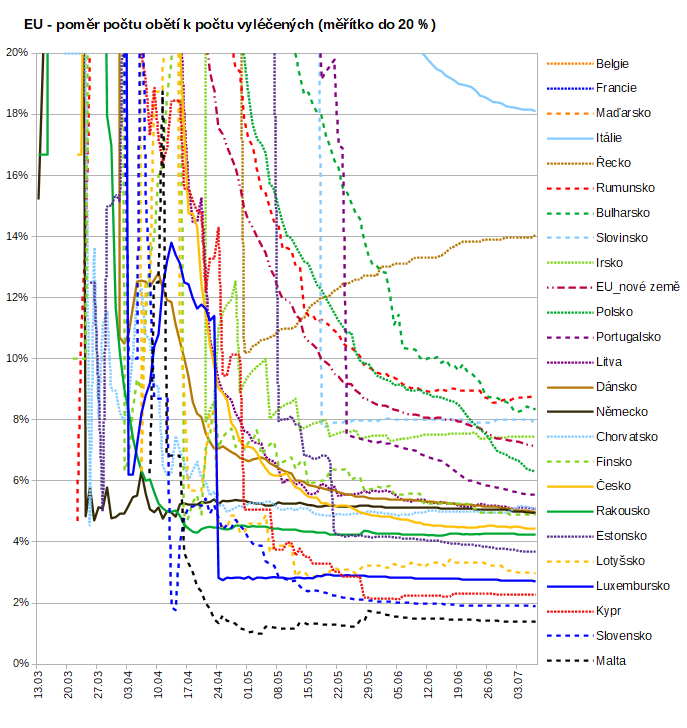 EU - poměr počtu obětí k počtu vyléčených (měřítko do 20 %)
20%
18%
16%
14%
12%
10%
8%
6%
4%
2%
0%
13.03
20.03
27.03
03.04
10.04
17.04
24.04
01.05
08.05
15.05
22.05
29.05
05.06
12.06
19.06
26.06
03.07
Belgie
Francie
Maďarsko
Itálie
Řecko
Rumunsko
Bulharsko
Slovinsko
Irsko
EU_nové země
Polsko
Portugalsko
Litva
Dánsko
Německo
Chorvatsko
Finsko
Česko
Rakousko
Estonsko
Lotyšsko
Luxembursko
Kypr
Slovensko
Malta